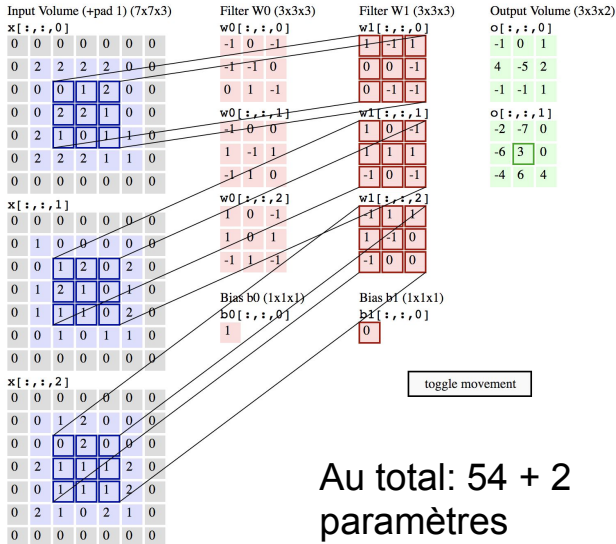 Input Volume (+pad 1) (7x7x3)
x[:,:,0]
0 0 0 0 0 0 0
0 2 2 2 2 0 0
0 0 0 1 2 0 0
0 0 2 2 1 0 0
0 2 1 0 1 1 0
0 2 2 2 1 1 0
0 0 0 0 0 0 0
x[:,:,1]
0 0 0 0 0 0 0
0 1 0 0 0 0 0
0 0 1 2 0 2 0
0 1 2 1 0 1 0
0 1 1 1 0 2 0
0 0 1 0 1 1 0
0 0 0 0 0 0 0
x[:,:,2]
0 0 0 0 0 0 0
0 0 1 2 0 0 0
0 0 0 2 0 0 0
0 2 1 1 1 2 0
0 0 1 1 1 2 0
0 2 1 0 2 1 0
0 0 0 0 0 0 0
Filter W0 (3x3x3)
w0[:,:,0]
-1 0 -1
-1 -1 0
0 1 -1
w0[:,:,1]
-1 0 0
1 -1 1
-1 1 0
w0[:,:,2]
1 0 -1
1 0 1
-1 1 -1
Bias b0 (1x1x1)
b0[:,:,0]
1
Filter W1 (3x3x3)
w1[:,:,0]
1 -1 1
0 0 -1
0 -1 -1
w1[:,:,1]
1 0 -1
1 1 1
-1 0 -1
w1[:,:,2]
-1 1 1
1 -1 0
-1 0 0
Bias b1 (1x1x1)
b1[:,:,0]
0
Output Volume (3x3x2)
o[:,:,0]
-1 0 1
4 -5 2
-1 -1 1
o[:,:,1]
-2 -7 0
-6 3 0
-4 6 4
toggle movement
Au total: 54 + 2
paramètres